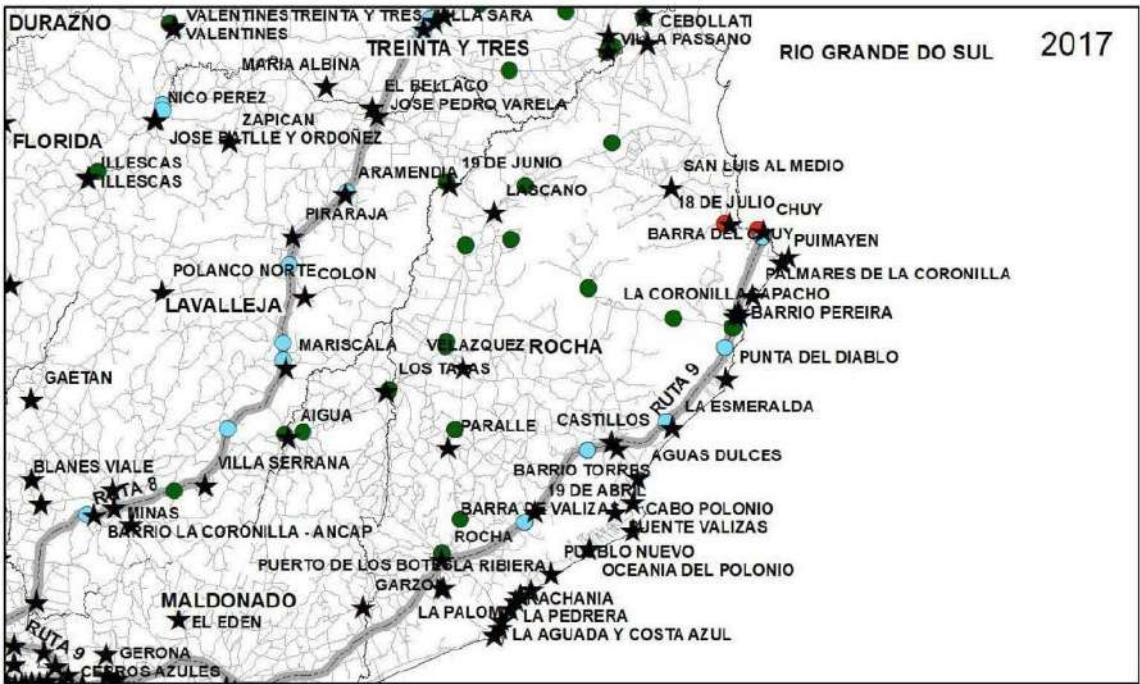 DURAZNO
VALENTINES TREINTA Y TRES VILLA SARA
VALENTINES
CEBOLLATI
VILLA PASSANO
TREINTA Y TRES
RIO GRANDE DO SUL
2017
MARIA ALBINA
EL BELLACO
NICO PEREZ
JOSE PEDRO VARELA
ZAPICAN
FLORIDA
JOSE BATLLE Y ORDOÑEZ
ILLESCAS
ILLESCAS
ARAMENDIA
19 DE JUNIO
SAN LUIS AL MEDIO
LASCANO
PIRARAJA
18 DE JULIO
CHUY
BARRA DEL CHUY
PUIMAYEN
POLANCO NORTE
COLON
PALMARES DE LA CORONILLA
LAVALLEJA
LA CORONILLA
CAPACHO
BARRIO PEREIRA
MARISCALA
VELAZQUEZ
ROCHA
PUNTA DEL DIABLO
GAETAN
LOS TALAS
RUTA 9
LA ESMERALDA
AIGUA
PARALLE
CASTILLOS
AGUAS DULCES
BLANES VIALE
VILLA SERRANA
BARRIO TORRES
RUTA 8
19 DE ABRIL
MINAS
BARRA DE VALIZAS
CABO POLONIO
BARRIO LA CORONILLA - ANCAP
ROCHA
PUENTE VALIZAS
PUEBLO NUEVO
PUERTO DE LOS BOTES
LA RIBIERA
OCEANIA DEL POLONIO
GARZON
MALDONADO
ARACHANIA
EL EDEN
LA PALOMA
LA PEDRERA
RUTA 9
LA AGUADA Y COSTA AZUL
GERONA
CERROS AZULES